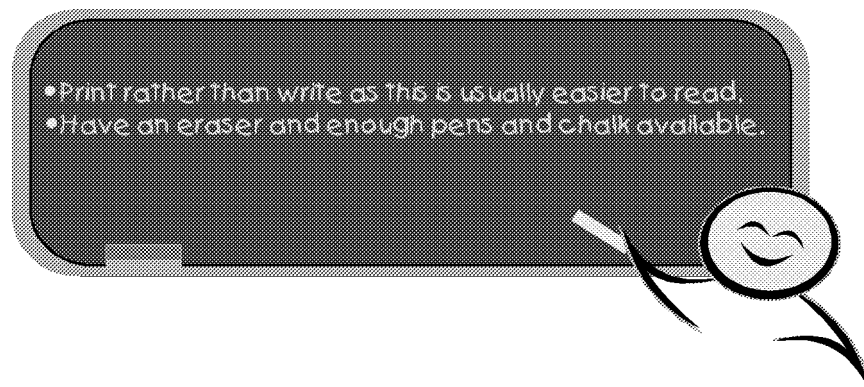 •Print rather than write as this is usually easier to read.
•Have an eraser and enough pens and chalk available.